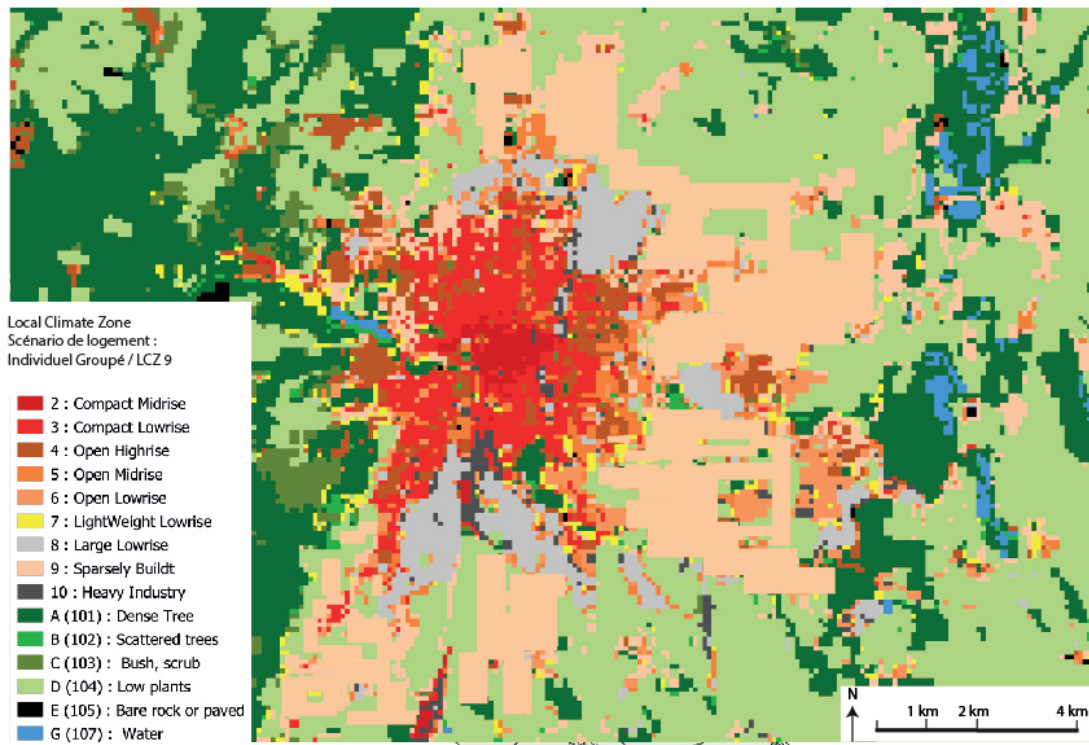 Local Climate Zone
Scénario de logement :
Individuel Groupé / LCZ 9
2 : Compact Midrise
3 : Compact Lowrise
4 : Open Highrise
5 : Open Midrise
6 : Open Lowrise
7 : LightWeight Lowrise
8 : Large Lowrise
9 : Sparsely Buildt
10 : Heavy Industry
A (101) : Dense Tree
B (102) : Scattered trees
C (103) : Bush, scrub
D (104) : Low plants
E (105) : Bare rock or paved
G (107) : Water
N
1 km 2 km 4 km